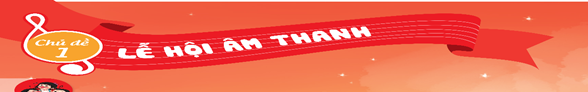 Chủ đề
1
LỄ HỘI ÂM THANH